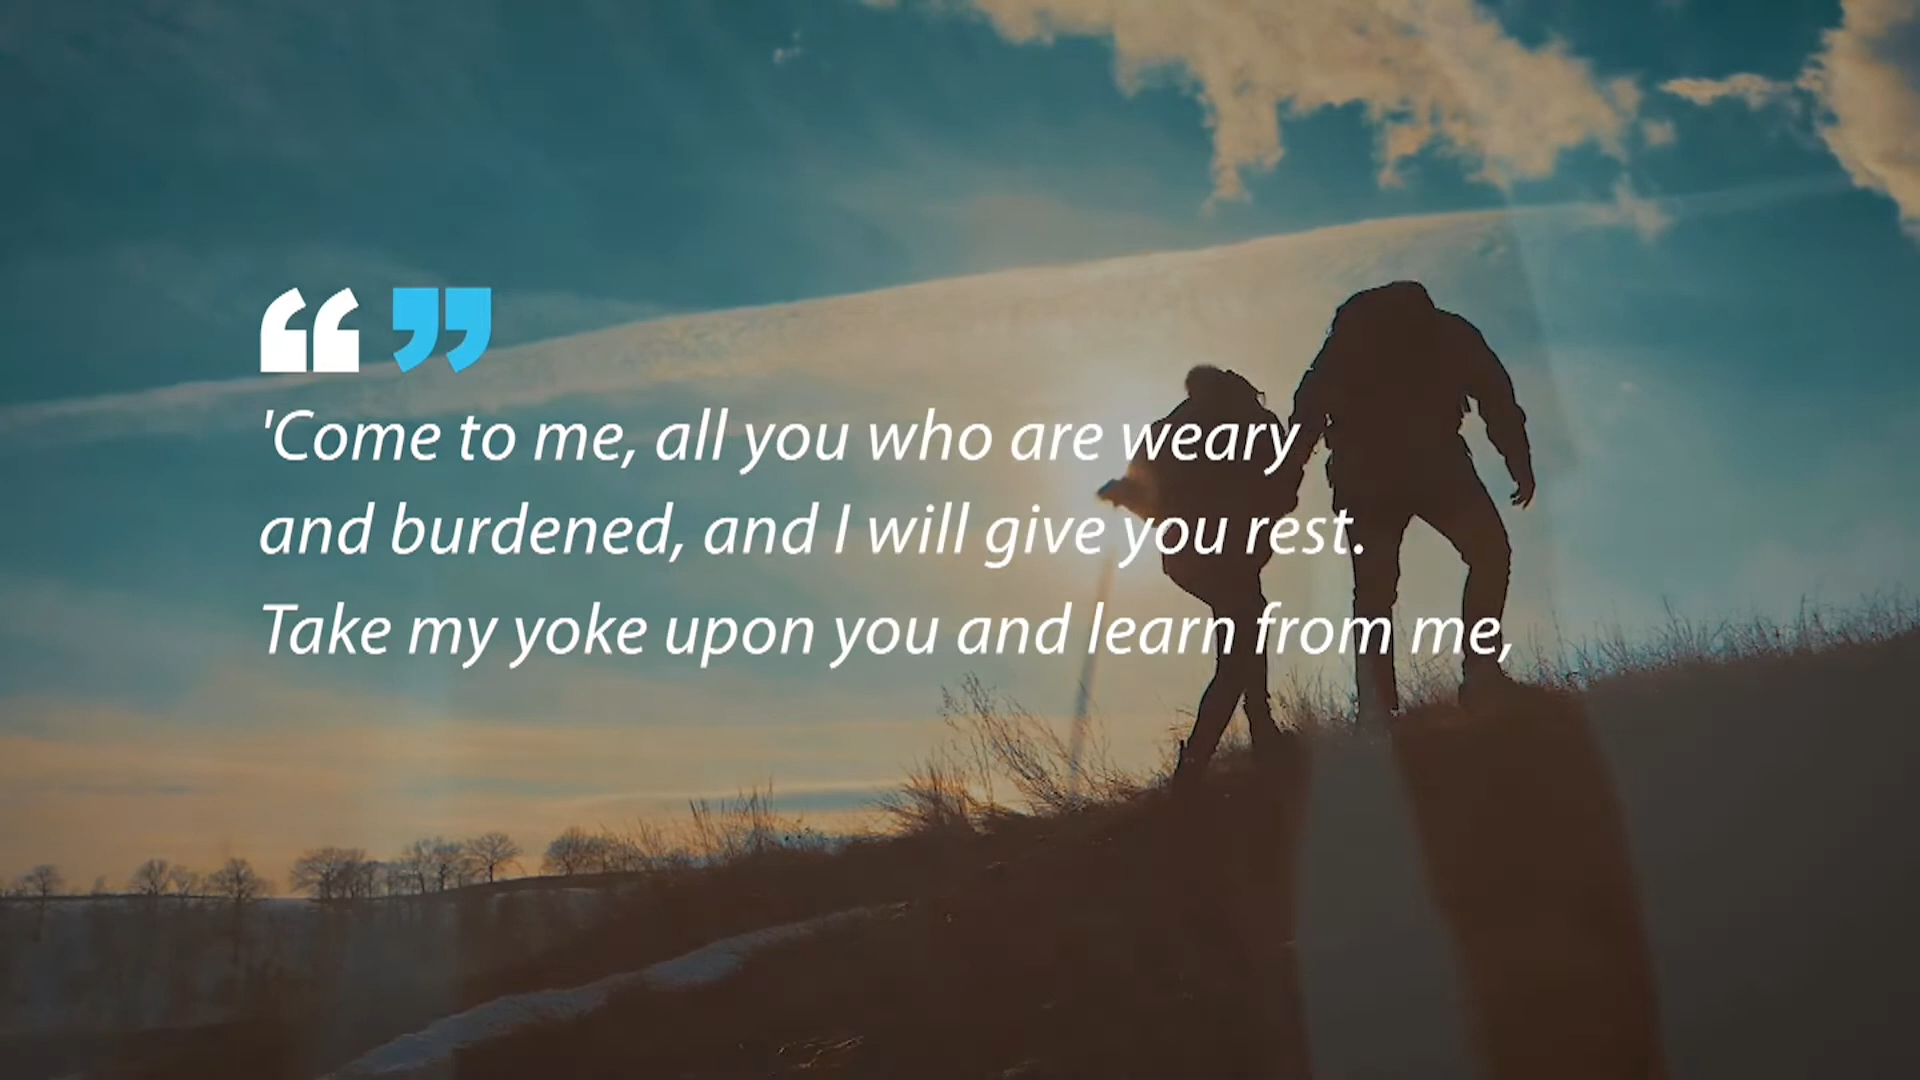 'Come to me, all you who are weary
and burdened, and I will give you rest.
Take my yoke upon you and learn from me,